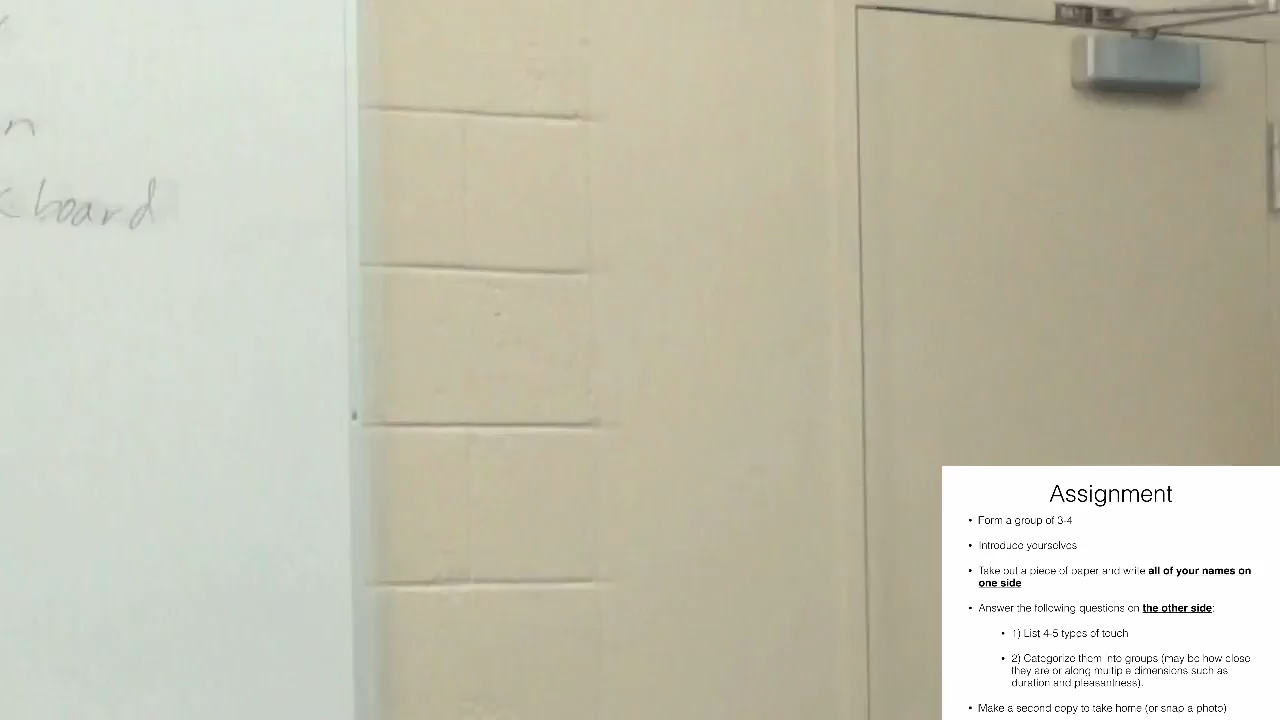 board
Assignment
• Form a group of 3-4
• Introduce yourselves
• Take out a piece of paper and write all of your names on
one side
• Answer the following questions on the other side:
• 1) List 4-5 types of touch
• 2) Categorize them into groups (may be how close
they are or along multiple dimensions such as
duration and pleasantness).
• Make a second copy to take home (or snap a photo)